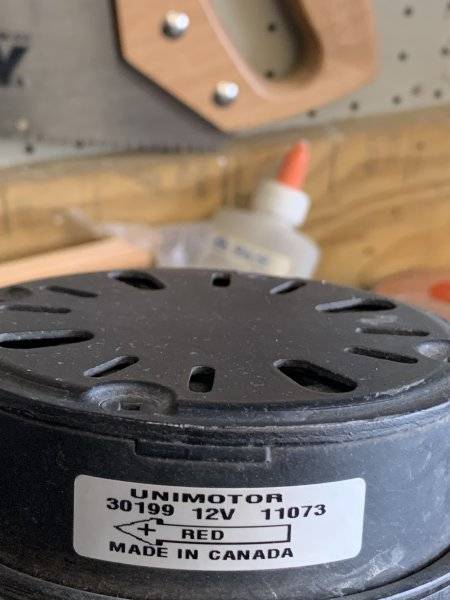 UNIMOTOR
30199 12V 11073
+ RED
MADE IN CANADA